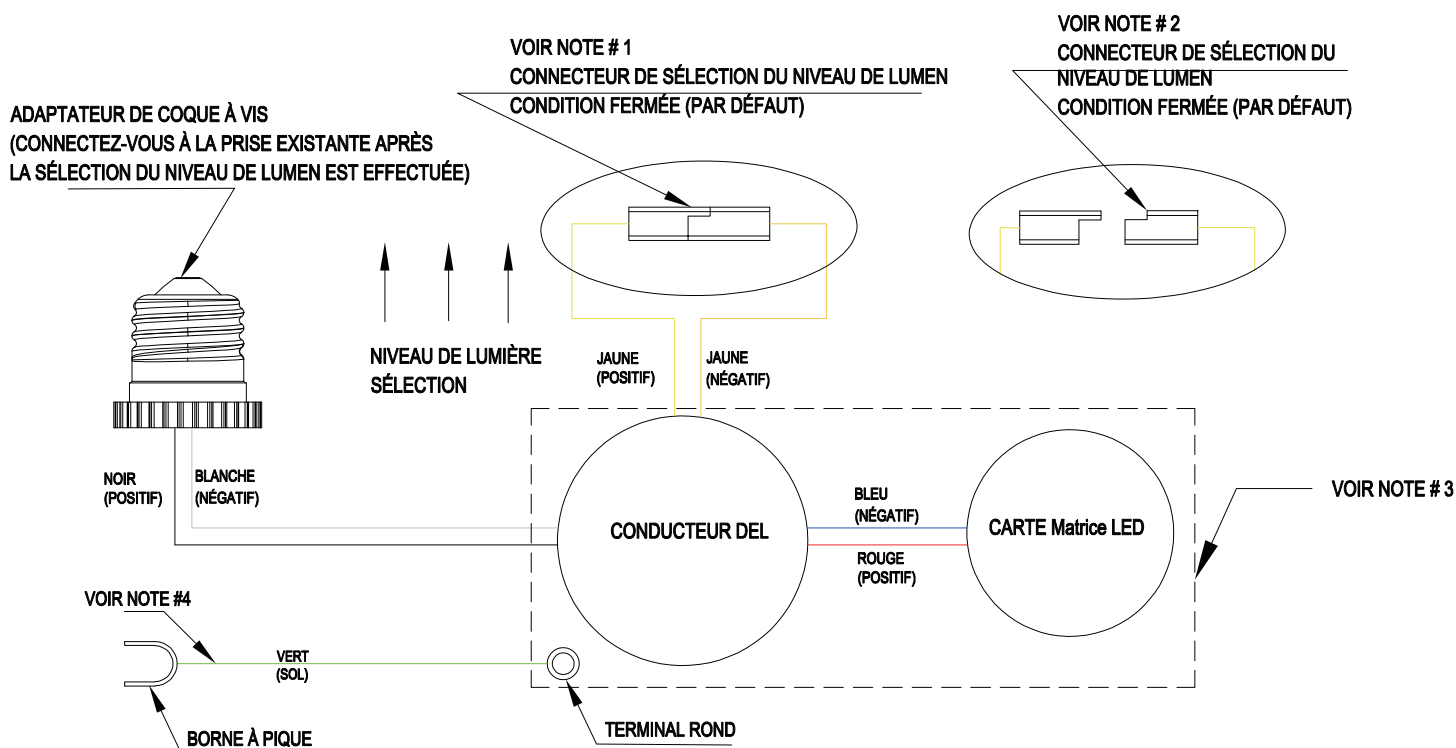 VOIR NOTE # 1
CONNECTEUR DE SÉLECTION DU NIVEAU DE LUMEN
CONDITION FERMÉE (PAR DÉFAUT)
VOIR NOTE # 2
CONNECTEUR DE SÉLECTION DU
NIVEAU DE LUMEN
CONDITION FERMÉE (PAR DÉFAUT)
ADAPTATEUR DE COQUE À VIS
(CONNECTEZ-VOUS À LA PRISE EXISTANTE APRÈS
LA SÉLECTION DU NIVEAU DE LUMEN EST EFFECTUÉE)
NIVEAU DE LUMIÈRE
SÉLECTION
JAUNE
(POSITIF)
JAUNE
(NÉGATIF)
NOIR
(POSITIF)
BLANCHE
(NÉGATIF)
CONDUCTEUR DEL
BLEU
(NÉGATIF)
ROUGE
(POSITIF)
CARTE Matrice LED
VOIR NOTE # 3
VOIR NOTE #4
VERT
(SOL)
BORNE À PIQUE
TERMINAL ROND